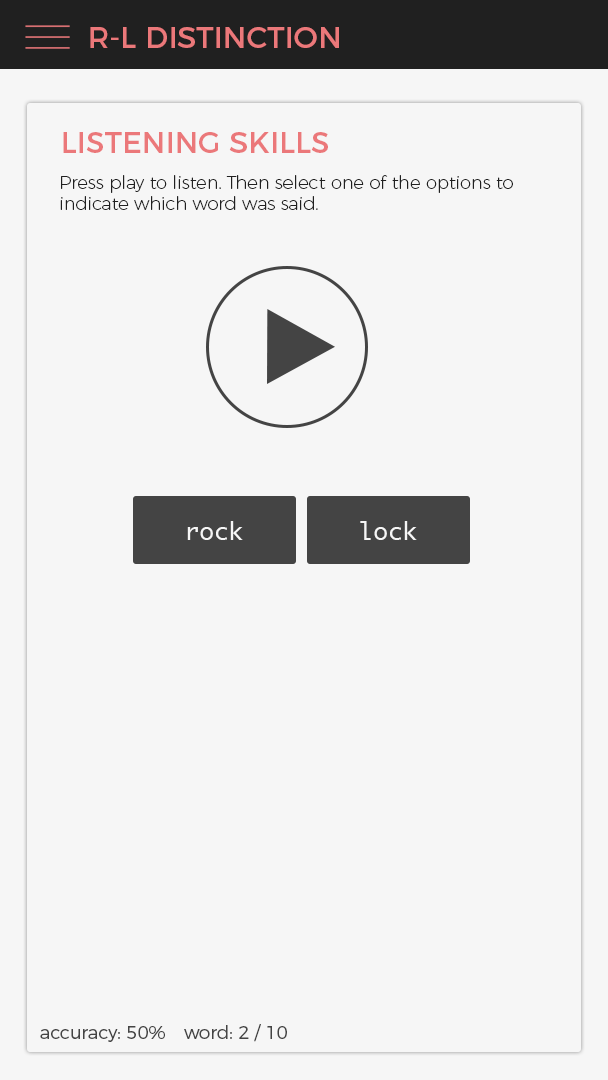 R-L DISTINCTION
LISTENING SKILLS
Press play to listen. Then select one of the options to
indicate which word was said.
rock lock
accuracy: 50% word: 2 / 10